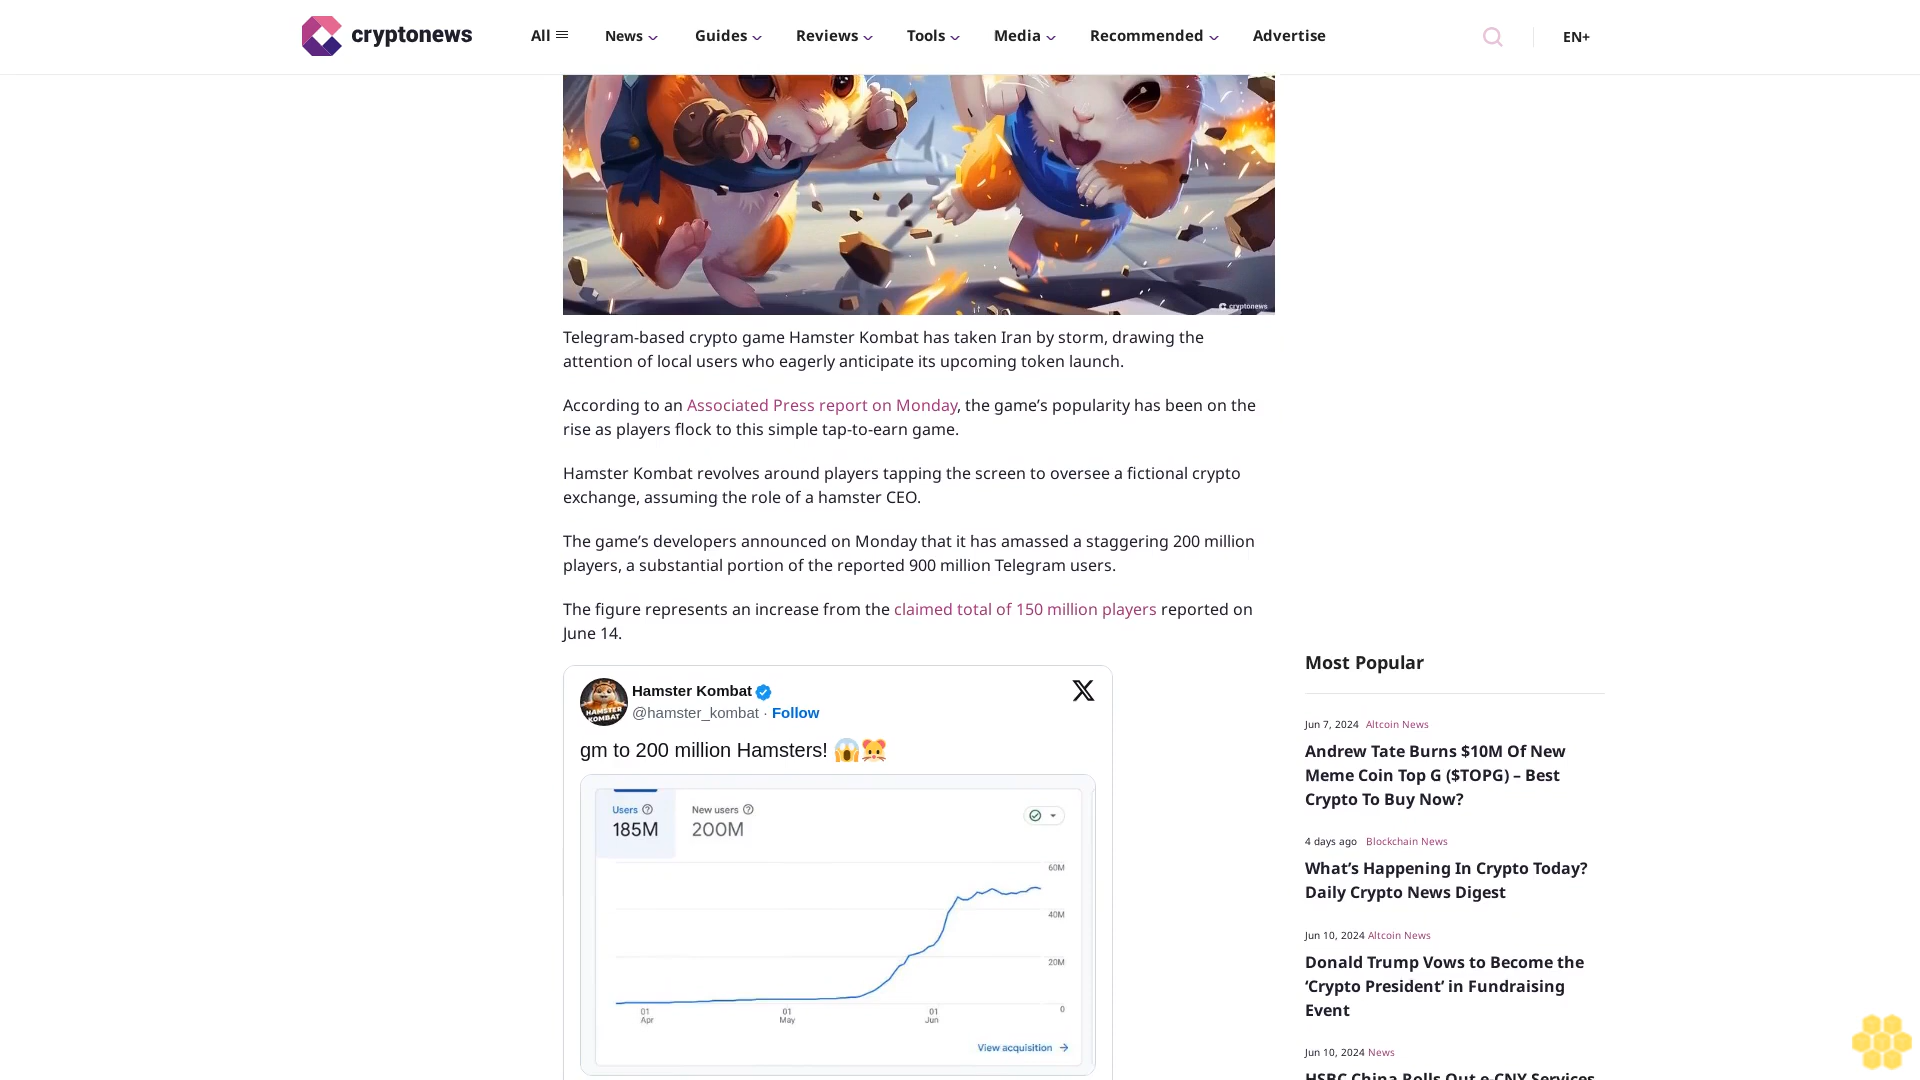 cryptonews
All
News
Guides
Reviews
Tools
Media
Recommended
Advertise
EN+
cryptonews
Telegram-based crypto game Hamster Kombat has taken Iran by storm, drawing the
attention of local users who eagerly anticipate its upcoming token launch.
According to an Associated Press report on Monday, the game’s popularity has been on the
rise as players flock to this simple tap-to-earn game.
Hamster Kombat revolves around players tapping the screen to oversee a fictional crypto
exchange, assuming the role of a hamster CEO.
The game’s developers announced on Monday that it has amassed a staggering 200 million
players, a substantial portion of the reported 900 million Telegram users.
The figure represents an increase from the claimed total of 150 million players reported on
June 14.
HAMSTER
KOMBAT
Hamster Kombat
@hamster_kombat · Follow
gm to 200 million Hamsters! 😱🐹
Users
185M
New users
200M
60M
40M
20M
0
01
Apr
01
May
01
Jun
View acquisition
Most Popular
Jun 7, 2024 Altcoin News
Andrew Tate Burns $10M Of New
Meme Coin Top G ($TOPG) – Best
Crypto To Buy Now?
4 days ago Blockchain News
What’s Happening In Crypto Today?
Daily Crypto News Digest
Jun 10, 2024 Altcoin News
Donald Trump Vows to Become the
‘Crypto President’ in Fundraising
Event
Jun 10, 2024 News
HSBC China Rolls Out e-CNY Services